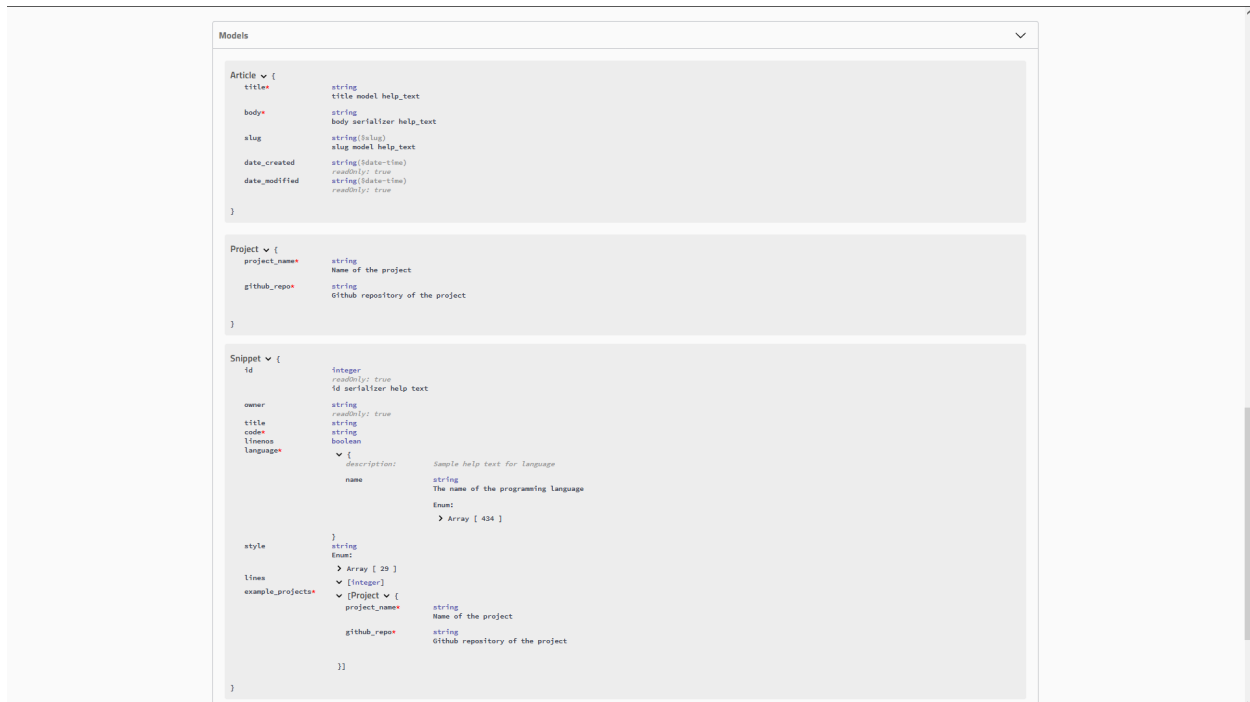 Models
Article {
title* string
title model help_text
body* string
body serializer help_text
slug string($slug)
slug model help_text
date_created string($date-time)
readOnly: true
date_modified string($date-time)
readOnly: true
}
Project {
project_name* string
Name of the project
github_repo* string
Github repository of the project
}
Snippet {
id integer
readOnly: true
id serializer help text
owner string
readOnly: true
title string
code* string
linenos boolean
language* {
description: Sample help text for language
name string
The name of the programming language
Enum:
Array [ 434 ]
}
style string
Enum:
Array [ 29 ]
lines [integer]
example_projects* [Project {
project_name* string
Name of the project
github_repo* string
Github repository of the project
}]
}